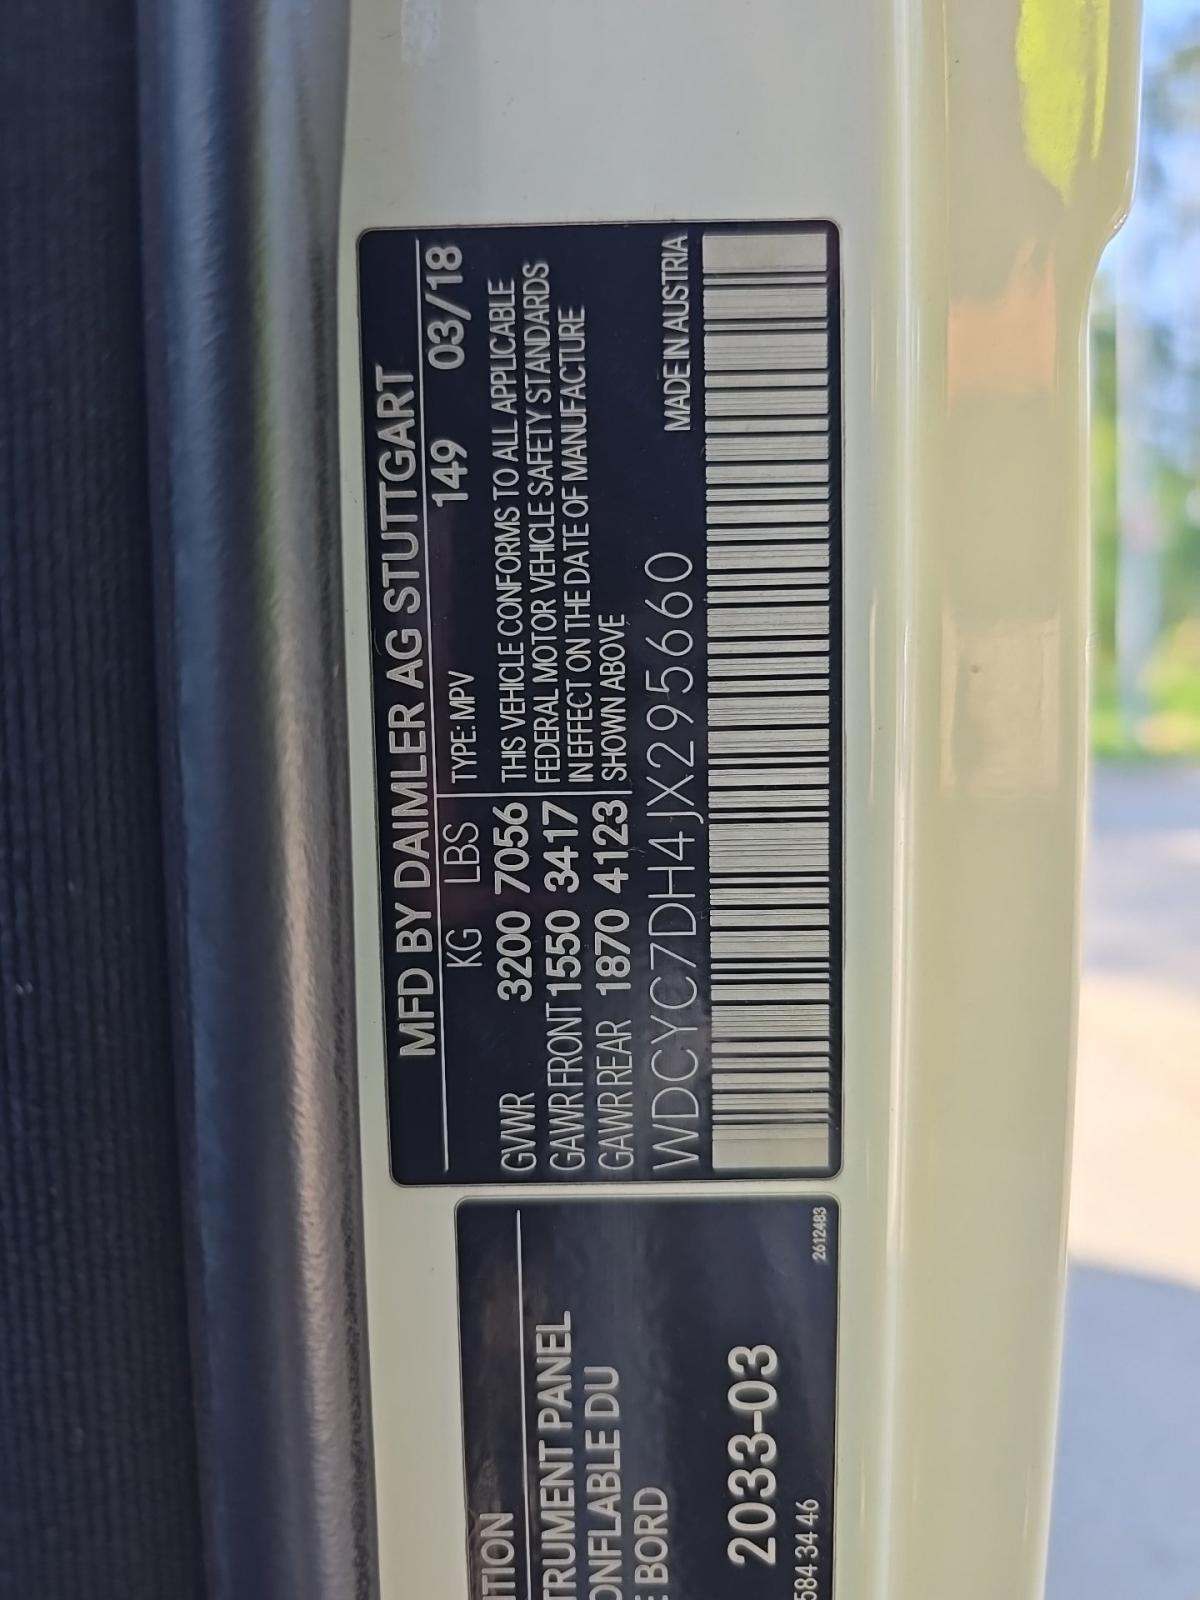 MFD BY DAIMLER AG STUTTGART
KG LBS TYPE: MPV 149 03/18
GVWR 3200 7056 THIS VEHICLE CONFORMS TO ALL APPLICABLE
GAWR FRONT 1550 3417 FEDERAL MOTOR VEHICLE SAFETY STANDARDS
GAWR REAR 1870 4123 IN EFFECT ON THE DATE OF MANUFACTURE
SHOWN ABOVE
WDCYC7DH4JX295660 MADE IN AUSTRIA
TRUMENT PANEL
ONFLABLE DU
BORD
2033-03
584 34 46
2612483